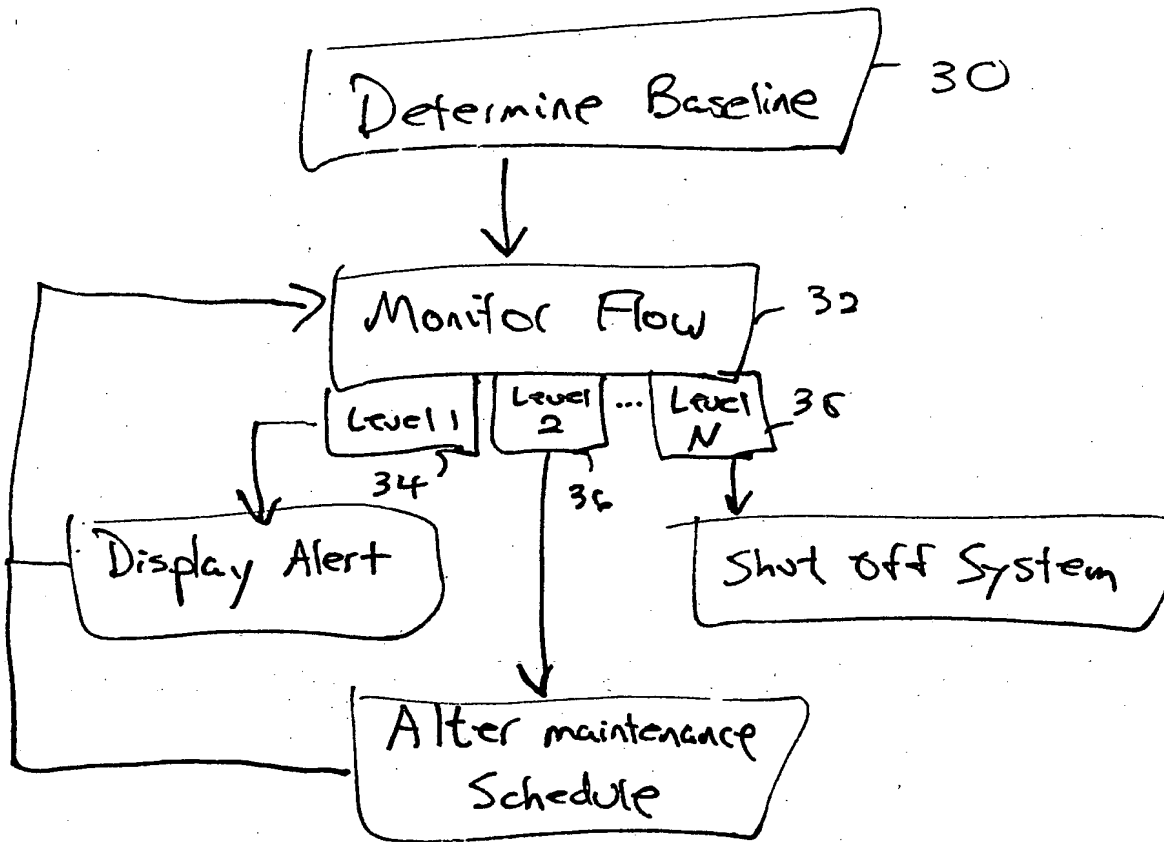 Determine Baseline
30
Monitor Flow
32
Level 1
Level
2
...
Level
N
38
34
36
Display Alert
Shut off System
Alter maintenance
Schedule